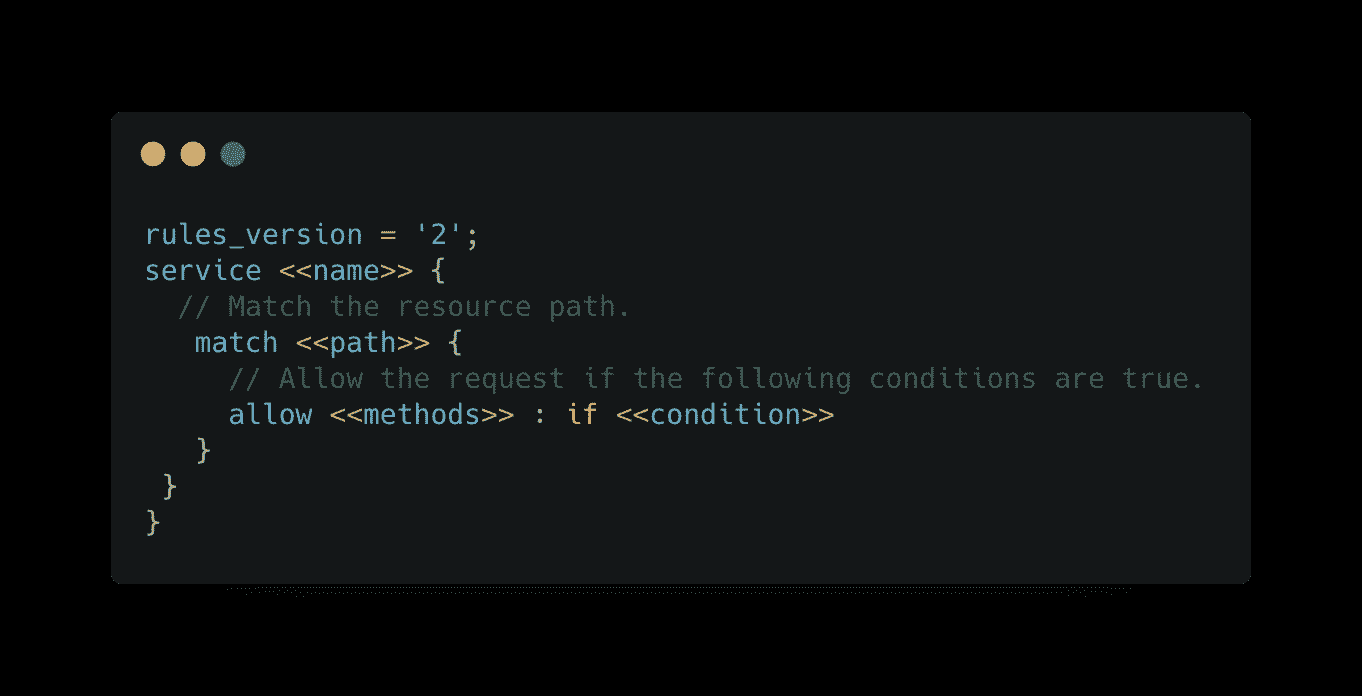 rules_version = '2';
service <<name>> {
// Match the resource path.
match <<path>> {
// Allow the request if the following conditions are true.
allow <<methods>> : if <<condition>>
}
}
}